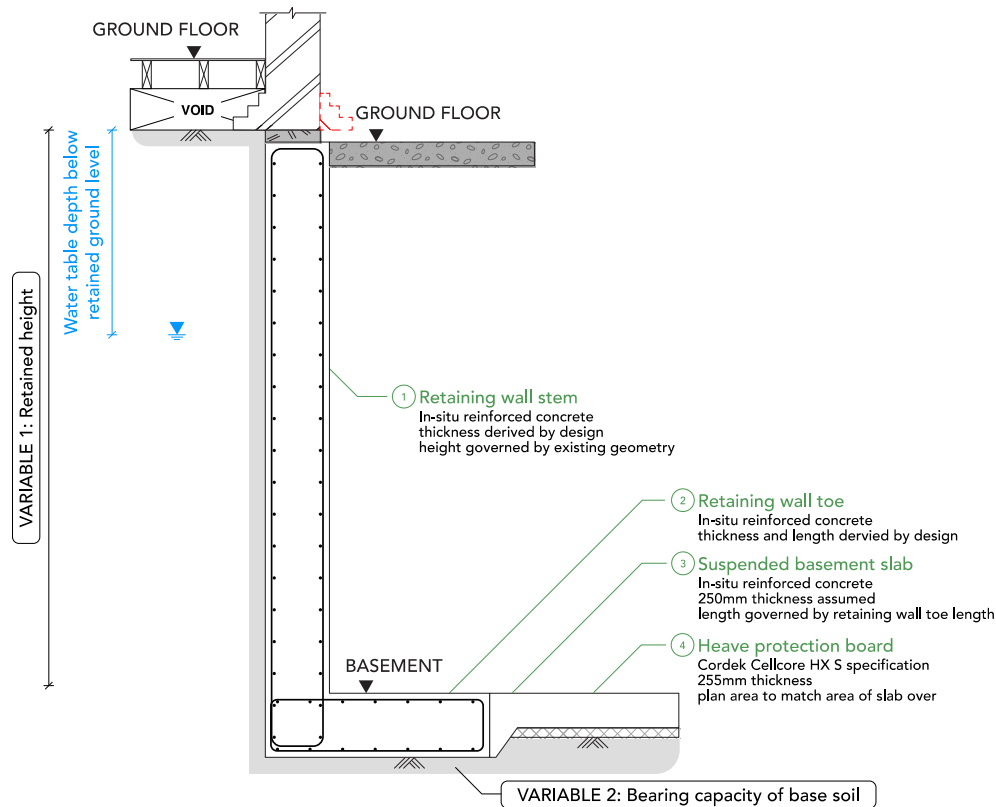 GROUND FLOOR
VOID
GROUND FLOOR
Water table depth below
retained ground level
VARIABLE 1: Retained height
1 Retaining wall stem
In-situ reinforced concrete
thickness derived by design
height governed by existing geometry
2 Retaining wall toe
In-situ reinforced concrete
thickness and length dervied by design
3 Suspended basement slab
In-situ reinforced concrete
250mm thickness assumed
length governed by retaining wall toe length
4 Heave protection board
Cordek Cellcore HX S specification
255mm thickness
plan area to match area of slab over
BASEMENT
VARIABLE 2: Bearing capacity of base soil